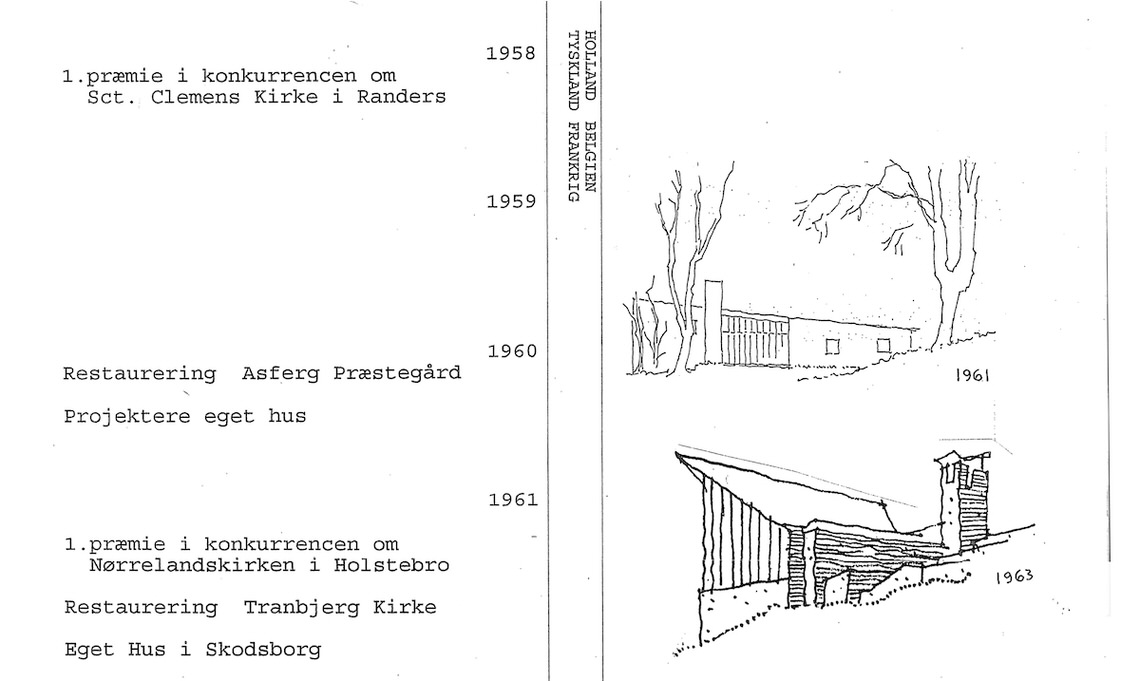 1958
1.præmie i konkurrencen om
Sct. Clemens Kirke i Randers
1959
1960
Restaurering Asferg Præstegård
Projektere eget hus
1961
1.præmie i konkurrencen om
Nørrelandskirken i Holstebro
Restaurering Tranbjerg Kirke
Eget Hus i Skodsborg
HOLLAND BELGIEN
TYSKLAND FRANKRIG
1961
1963